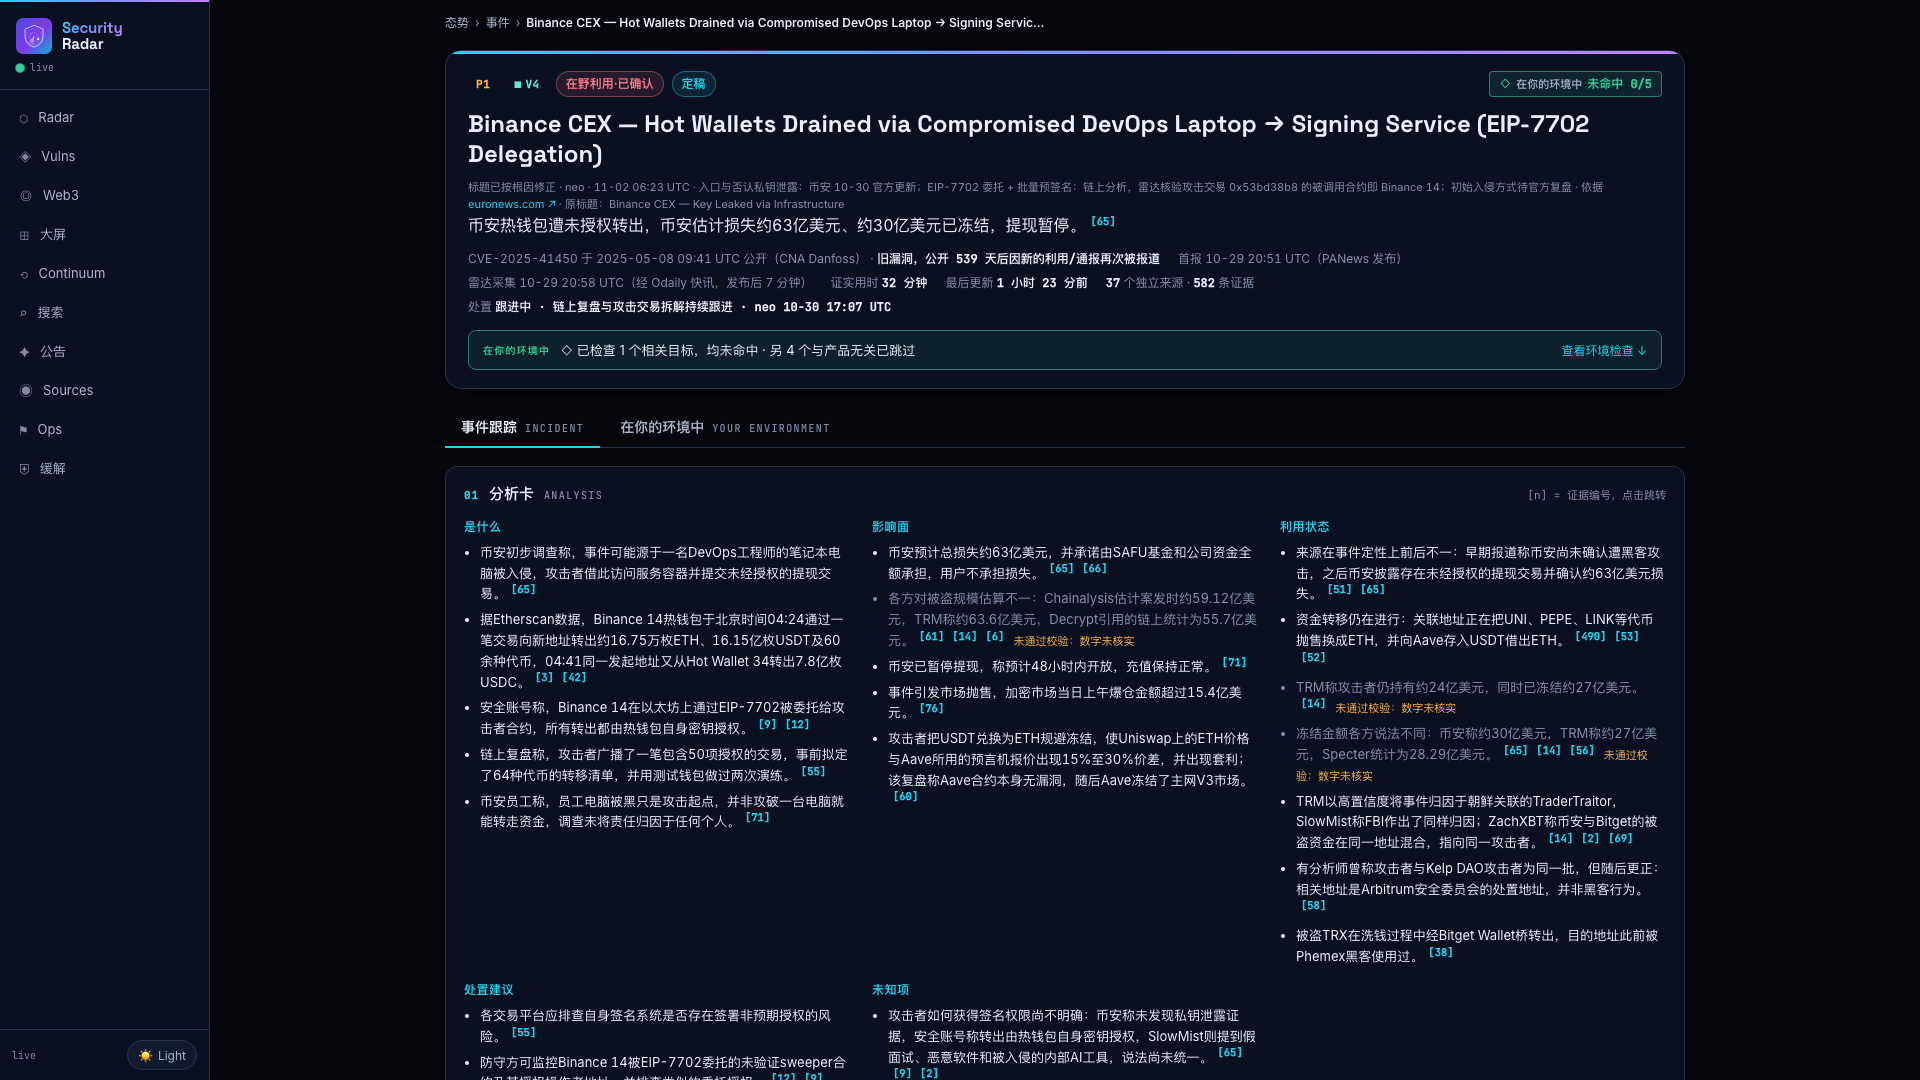 Security
Radar
live
Radar
Vulns
Web3
大屏
Continuum
搜索
公告
Sources
Ops
缓解
live
Light
态势 › 事件 › Binance CEX — Hot Wallets Drained via Compromised DevOps Laptop → Signing Servic...
P1 V4 在野利用·已确认 定稿
◇ 在你的环境中 未命中 0/5
Binance CEX — Hot Wallets Drained via Compromised DevOps Laptop → Signing Service (EIP-7702
Delegation)
标题已按根因修正 · neo · 11-02 06:23 UTC · 入口与否认私钥泄露：币安 10-30 官方更新；EIP-7702 委托 + 批量预签名：链上分析，雷达核验攻击交易 0x53bd38b8 的被调用合约即 Binance 14；初始入侵方式待官方复盘 · 依据
euronews.com ↗ · 原标题：Binance CEX — Key Leaked via Infrastructure
币安热钱包遭未授权转出，币安估计损失约63亿美元、约30亿美元已冻结，提现暂停。 [65]
CVE-2025-41450 于 2025-05-08 09:41 UTC 公开（CNA Danfoss） · 旧漏洞，公开 539 天后因新的利用/通报再次被报道 首报 10-29 20:51 UTC（PANews 发布）
雷达采集 10-29 20:58 UTC（经 Odaily 快讯，发布后 7 分钟） 证实用时 32 分钟 最后更新 1 小时 23 分前 37 个独立来源 · 582 条证据
处置 跟进中 · 链上复盘与攻击交易拆解持续跟进 · neo 10-30 17:07 UTC
在你的环境中 ◇ 已检查 1 个相关目标，均未命中 · 另 4 个与产品无关已跳过
查看环境检查 ↓
事件跟踪 INCIDENT
在你的环境中 YOUR ENVIRONMENT
01 分析卡 ANALYSIS
[n] = 证据编号，点击跳转
是什么
• 币安初步调查称，事件可能源于一名DevOps工程师的笔记本电
脑被入侵，攻击者借此访问服务容器并提交未经授权的提现交
易。 [65]
• 据Etherscan数据，Binance 14热钱包于北京时间04:24通过一
笔交易向新地址转出约16.75万枚ETH、16.15亿枚USDT及60
余种代币，04:41同一发起地址又从Hot Wallet 34转出7.8亿枚
USDC。 [3] [42]
• 安全账号称，Binance 14在以太坊上通过EIP-7702被委托给攻
击者合约，所有转出都由热钱包自身密钥授权。 [9] [12]
• 链上复盘称，攻击者广播了一笔包含50项授权的交易，事前拟定
了64种代币的转移清单，并用测试钱包做过两次演练。 [55]
• 币安员工称，员工电脑被黑只是攻击起点，并非攻破一台电脑就
能转走资金，调查未将责任归因于任何个人。 [71]
影响面
• 币安预计总损失约63亿美元，并承诺由SAFU基金和公司资金全
额承担，用户不承担损失。 [65] [66]
• 各方对被盗规模估算不一：Chainalysis估计案发时约59.12亿美
元，TRM称约63.6亿美元，Decrypt引用的链上统计为55.7亿美
元。 [61] [14] [6] 未通过校验：数字未核实
• 币安已暂停提现，称预计48小时内开放，充值保持正常。 [71]
• 事件引发市场抛售，加密市场当日上午爆仓金额超过15.4亿美
元。 [76]
• 攻击者把USDT兑换为ETH规避冻结，使Uniswap上的ETH价格
与Aave所用的预言机报价出现15%至30%价差，并出现套利；
该复盘称Aave合约本身无漏洞，随后Aave冻结了主网V3市场。
[60]
利用状态
• 来源在事件定性上前后不一：早期报道称币安尚未确认遭黑客攻
击，之后币安披露存在未经授权的提现交易并确认约63亿美元损
失。 [51] [65]
• 资金转移仍在进行：关联地址正在把UNI、PEPE、LINK等代币
抛售换成ETH，并向Aave存入USDT借出ETH。 [490] [53]
[52]
• TRM称攻击者仍持有约24亿美元，同时已冻结约27亿美元。
[14] 未通过校验：数字未核实
• 冻结金额各方说法不同：币安称约30亿美元，TRM称约27亿美
元，Specter统计为28.29亿美元。 [65] [14] [56] 未通过校
验：数字未核实
• TRM以高置信度将事件归因于朝鲜关联的TraderTraitor，
SlowMist称FBI作出了同样归因；ZachXBT称币安与Bitget的被
盗资金在同一地址混合，指向同一攻击者。 [14] [2] [69]
• 有分析师曾称攻击者与Kelp DAO攻击者为同一批，但随后更正：
相关地址是Arbitrum安全委员会的处置地址，并非黑客行为。
[58]
• 被盗TRX在洗钱过程中经Bitget Wallet桥转出，目的地址此前被
Phemex黑客使用过。 [38]
处置建议
• 各交易平台应排查自身签名系统是否存在签署非预期授权的风
险。 [55]
• 防守方可监控Binance 14被EIP-7702委托的未验证sweeper合
[12] [9]
未知项
• 攻击者如何获得签名权限尚不明确：币安称未发现私钥泄露证
据，安全账号称转出由热钱包自身密钥授权，SlowMist则提到假
面试、恶意软件和被入侵的内部AI工具，说法尚未统一。 [65]
[9] [2]